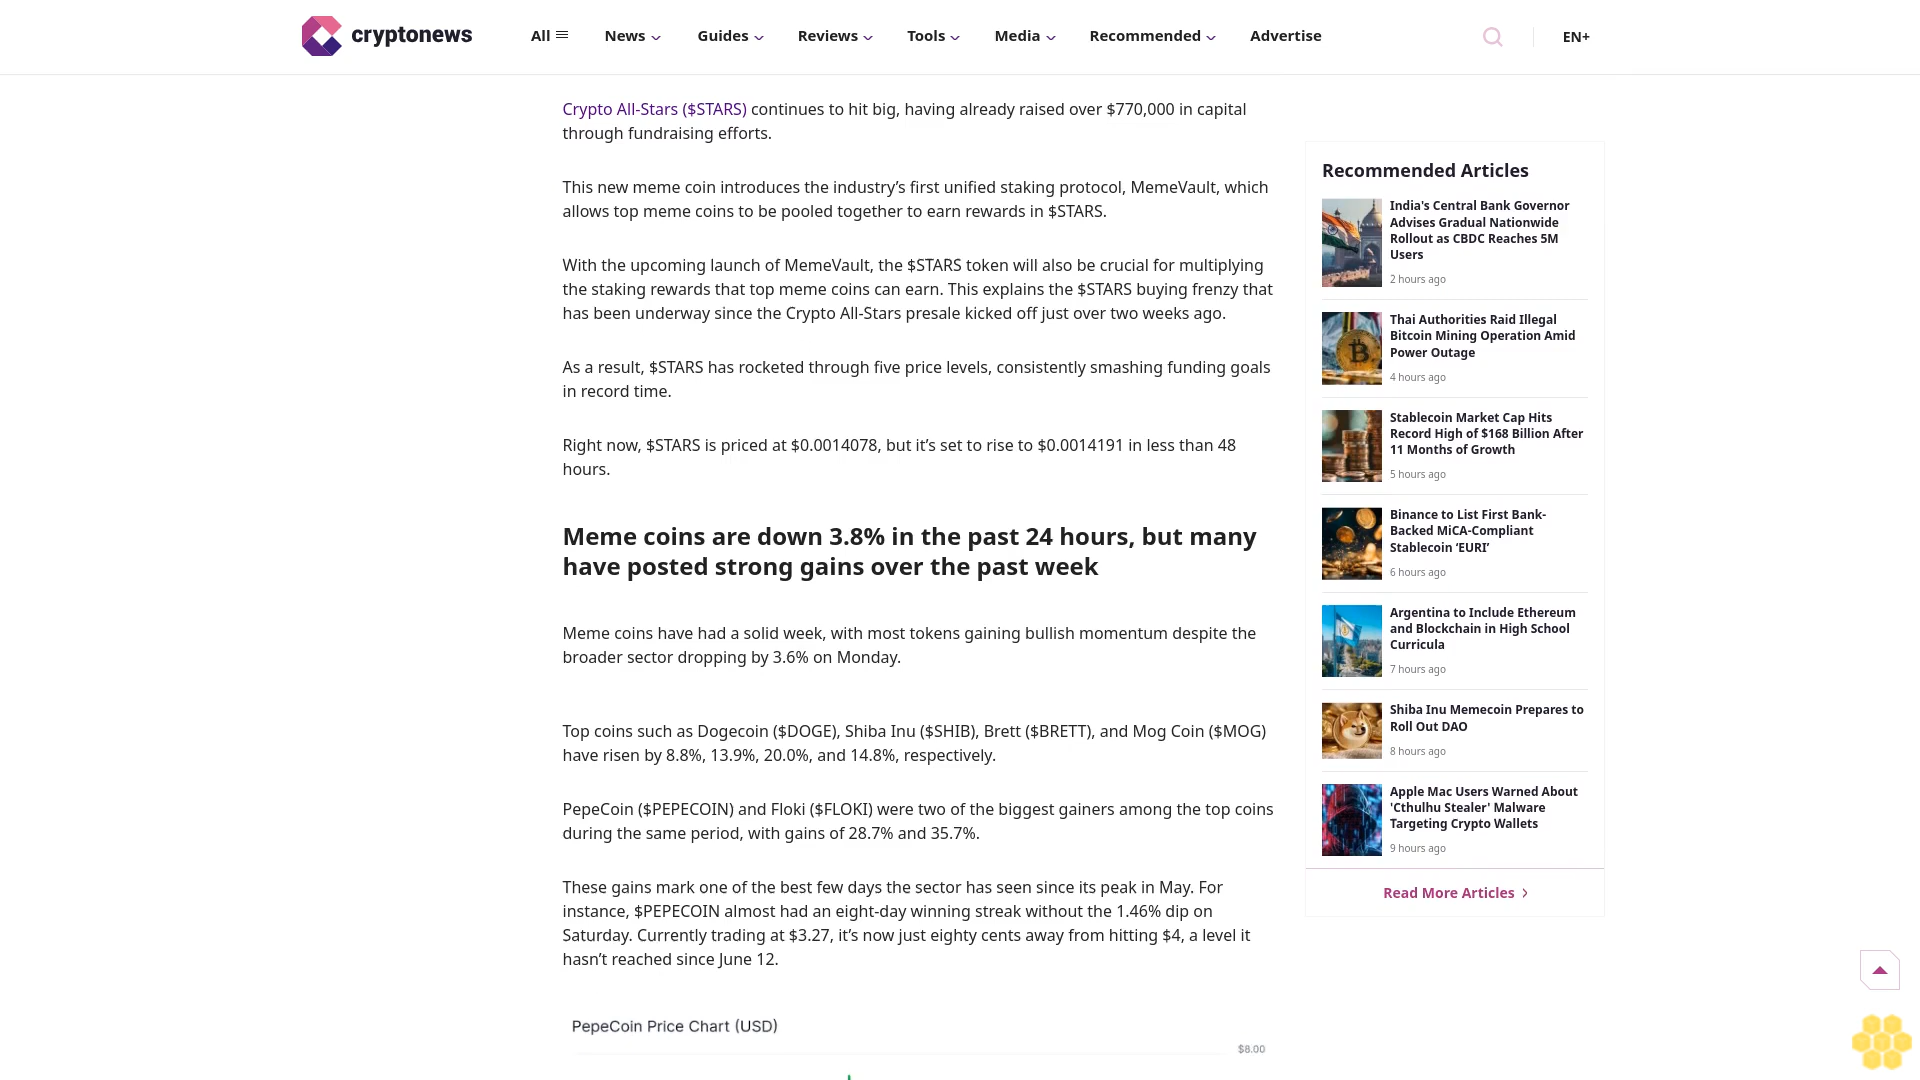 cryptonews
All
News
Guides
Reviews
Tools
Media
Recommended
Advertise
EN+
Crypto All-Stars ($STARS) continues to hit big, having already raised over $770,000 in capital
through fundraising efforts.
This new meme coin introduces the industry’s first unified staking protocol, MemeVault, which
allows top meme coins to be pooled together to earn rewards in $STARS.
With the upcoming launch of MemeVault, the $STARS token will also be crucial for multiplying
the staking rewards that top meme coins can earn. This explains the $STARS buying frenzy that
has been underway since the Crypto All-Stars presale kicked off just over two weeks ago.
As a result, $STARS has rocketed through five price levels, consistently smashing funding goals
in record time.
Right now, $STARS is priced at $0.0014078, but it’s set to rise to $0.0014191 in less than 48
hours.
Meme coins are down 3.8% in the past 24 hours, but many
have posted strong gains over the past week
Meme coins have had a solid week, with most tokens gaining bullish momentum despite the
broader sector dropping by 3.6% on Monday.
Top coins such as Dogecoin ($DOGE), Shiba Inu ($SHIB), Brett ($BRETT), and Mog Coin ($MOG)
have risen by 8.8%, 13.9%, 20.0%, and 14.8%, respectively.
PepeCoin ($PEPECOIN) and Floki ($FLOKI) were two of the biggest gainers among the top coins
during the same period, with gains of 28.7% and 35.7%.
These gains mark one of the best few days the sector has seen since its peak in May. For
instance, $PEPECOIN almost had an eight-day winning streak without the 1.46% dip on
Saturday. Currently trading at $3.27, it’s now just eighty cents away from hitting $4, a level it
hasn’t reached since June 12.
PepeCoin Price Chart (USD)
$8.00
Recommended Articles
India's Central Bank Governor
Advises Gradual Nationwide
Rollout as CBDC Reaches 5M
Users
2 hours ago
Thai Authorities Raid Illegal
Bitcoin Mining Operation Amid
Power Outage
4 hours ago
Stablecoin Market Cap Hits
Record High of $168 Billion After
11 Months of Growth
5 hours ago
Binance to List First Bank-
Backed MiCA-Compliant
Stablecoin ‘EURI’
6 hours ago
Argentina to Include Ethereum
and Blockchain in High School
Curricula
7 hours ago
Shiba Inu Memecoin Prepares to
Roll Out DAO
8 hours ago
Apple Mac Users Warned About
'Cthulhu Stealer' Malware
Targeting Crypto Wallets
9 hours ago
Read More Articles